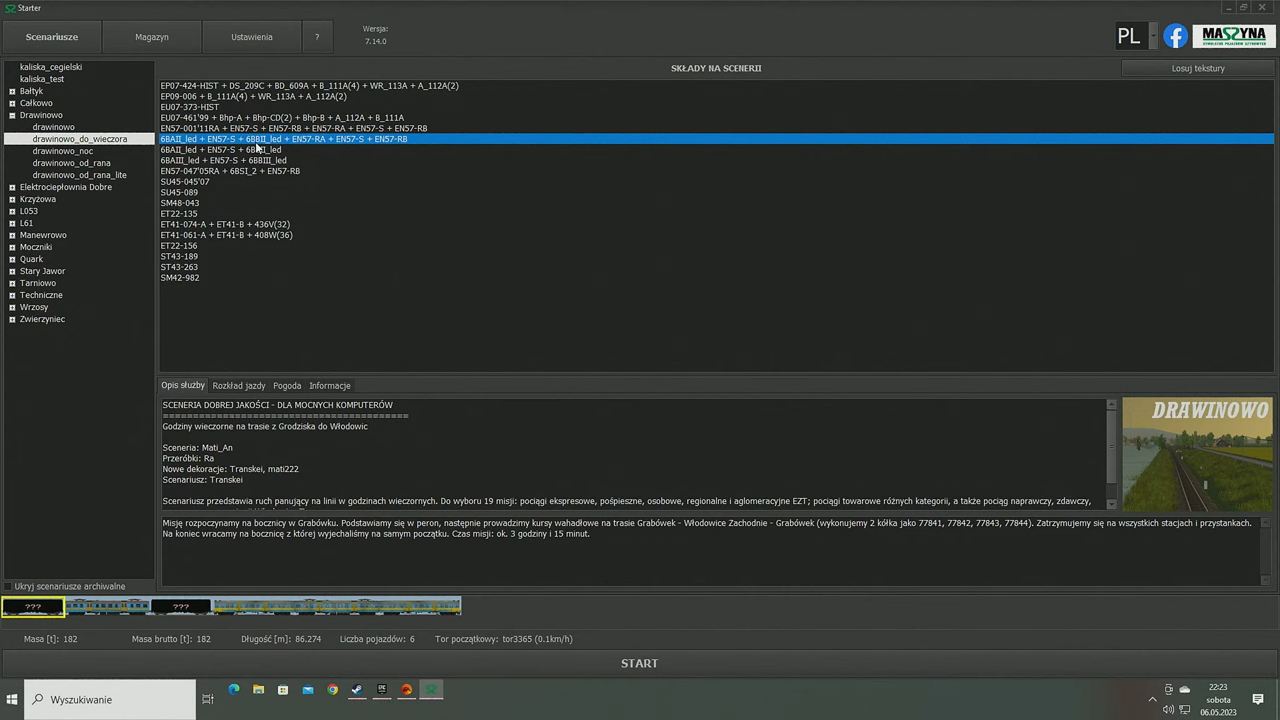 Starter
Scenariusze
Magazyn
Ustawienia
?
Wersja:
7.14.0
PL
MASZYNA
kaliska_cegielski
kaliska_test
Bałtyk
Całkowo
Drawinowo
drawinowo
drawinowo_do_wieczora
drawinowo_noc
drawinowo_od_rana
drawinowo_od_rana_lite
Elektrociepłownia Dobre
Krzyżowa
L053
L61
Manewrowo
Moczniki
Quark
Stary Jawor
Tarniowo
Techniczne
Wrzosy
Zwierzyniec
Ukryj scenariusze archiwalne
SKŁADY NA SCENERII
Losuj tekstury
EP07-424-HIST + DS_209C + BD_609A + B_111A(4) + WR_113A + A_112A(2)
EP09-006 + B_111A(4) + WR_113A + A_112A(2)
EU07-373-HIST
EU07-461'99 + Bhp-A + Bhp-CD(2) + Bhp-B + A_112A + B_111A
EN57-001'11RA + EN57-S + EN57-RB + EN57-RA + EN57-S + EN57-RB
6BAII_led + EN57-S + 6BBII_led + EN57-RA + EN57-S + EN57-RB
6BAII_led + EN57-S + 6BBII_led
6BAIII_led + EN57-S + 6BBIII_led
EN57-047'05RA + 6BSI_2 + EN57-RB
SU45-045'07
SU45-089
SM48-043
ET22-135
ET41-074-A + ET41-B + 436V(32)
ET41-061-A + ET41-B + 408W(36)
ET22-156
ST43-189
ST43-263
SM42-982
Opis służby
Rozkład jazdy
Pogoda
Informacje
SCENERIA DOBREJ JAKOŚCI - DLA MOCNYCH KOMPUTERÓW
==============================================
Godziny wieczorne na trasie z Grodziska do Włodowic
Sceneria: Mati_An
Przeróbki: Ra
Nowe dekoracje: Transkei, mati222
Scenariusz: Transkei
Scenariusz przedstawia ruch panujący na linii w godzinach wieczornych. Do wyboru 19 misji: pociągi ekspresowe, pośpieszne, osobowe, regionalne i aglomeracyjne EZT; pociągi towarowe różnych kategorii, a także pociąg naprawczy, zdawczy,
DRAWINOWO
Misję rozpoczynamy na bocznicy w Grabówku. Podstawiamy się w peron, następnie prowadzimy kursy wahadłowe na trasie Grabówek - Włodowice Zachodnie - Grabówek (wykonujemy 2 kółka jako 77841, 77842, 77843, 77844). Zatrzymujemy się na wszystkich stacjach i przystankach.
Na koniec wracamy na bocznicę z której wyjechaliśmy na samym początku. Czas misji: ok. 3 godziny i 15 minut.
???
???
Masa [t]: 182
Masa brutto [t]: 182
Długość [m]: 86.274
Liczba pojazdów: 6
Tor początkowy: tor3365 (0.1km/h)
START
Wyszukiwanie
22:23
sobota
06.05.2023